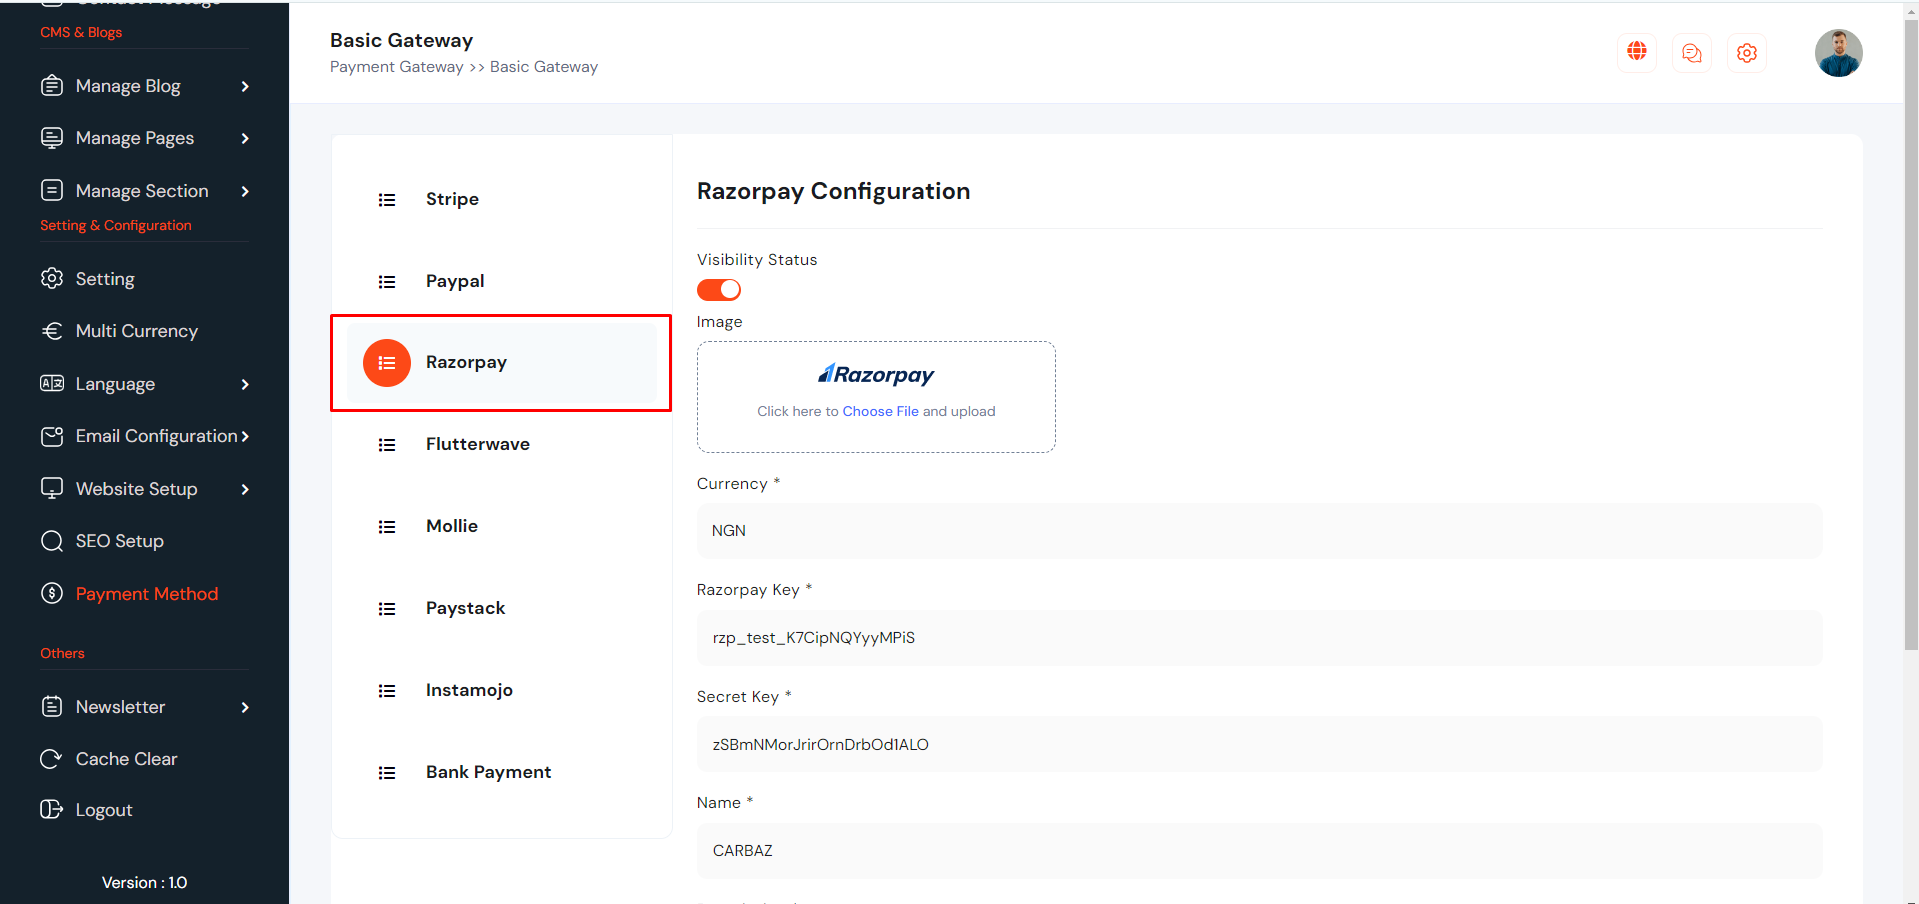 CMS & Blogs
Manage Blog
Manage Pages
Manage Section
Setting & Configuration
Setting
Multi Currency
Language
Email Configuration
Website Setup
SEO Setup
Payment Method
Others
Newsletter
Cache Clear
Logout
Version : 1.0
Basic Gateway
Payment Gateway >> Basic Gateway
Stripe
Paypal
Razorpay
Flutterwave
Mollie
Paystack
Instamojo
Bank Payment
Razorpay Configuration
Visibility Status
Image
Razorpay
Click here to Choose File and upload
Currency *
NGN
Razorpay Key *
rzp_test_K7CipNQYyyMPiS
Secret Key *
zSBmNMorJrirOrnDrbOd1ALO
Name *
CARBAZ